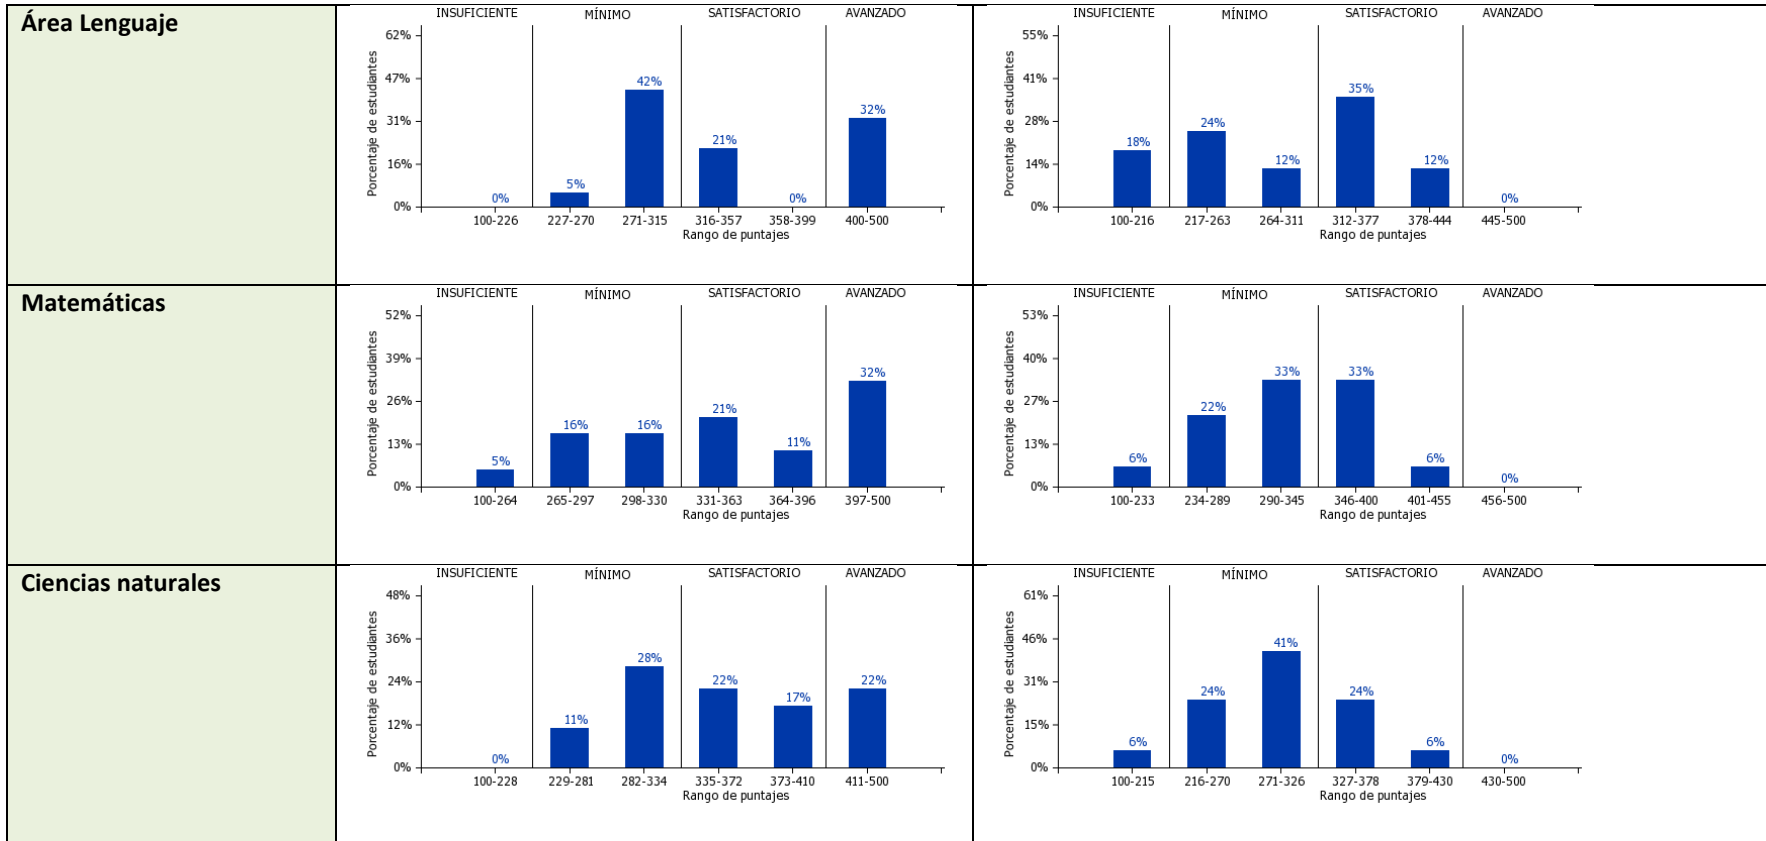 Área Lenguaje
INSUFICIENTE MÍNIMO SATISFACTORIO AVANZADO
Porcentaje de estudiantes
62%
47%
31%
16%
0%
0% 5% 42% 21% 0% 32%
100-226 227-270 271-315 316-357 358-399 400-500
Rango de puntajes
INSUFICIENTE MÍNIMO SATISFACTORIO AVANZADO
Porcentaje de estudiantes
55%
41%
28%
14%
0%
18% 24% 12% 35% 12% 0%
100-216 217-263 264-311 312-377 378-444 445-500
Rango de puntajes
Matemáticas
INSUFICIENTE MÍNIMO SATISFACTORIO AVANZADO
Porcentaje de estudiantes
52%
39%
26%
13%
0%
5% 16% 16% 21% 11% 32%
100-264 265-297 298-330 331-363 364-396 397-500
Rango de puntajes
INSUFICIENTE MÍNIMO SATISFACTORIO AVANZADO
Porcentaje de estudiantes
53%
40%
27%
13%
0%
6% 22% 33% 33% 6% 0%
100-233 234-289 290-345 346-400 401-455 456-500
Rango de puntajes
Ciencias naturales
INSUFICIENTE MÍNIMO SATISFACTORIO AVANZADO
Porcentaje de estudiantes
48%
36%
24%
12%
0%
0% 11% 28% 22% 17% 22%
100-228 229-281 282-334 335-372 373-410 411-500
Rango de puntajes
INSUFICIENTE MÍNIMO SATISFACTORIO AVANZADO
Porcentaje de estudiantes
61%
46%
31%
15%
0%
6% 24% 41% 24% 6% 0%
100-215 216-270 271-326 327-378 379-430 430-500
Rango de puntajes